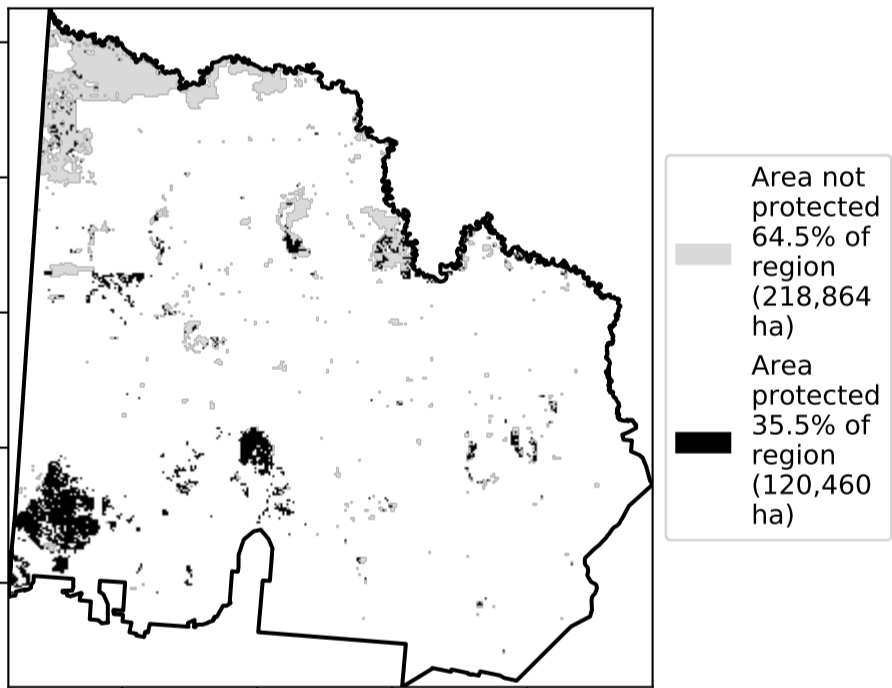 Area not
protected
64.5% of
region
(218,864
ha)
Area
protected
35.5% of
region
(120,460
ha)